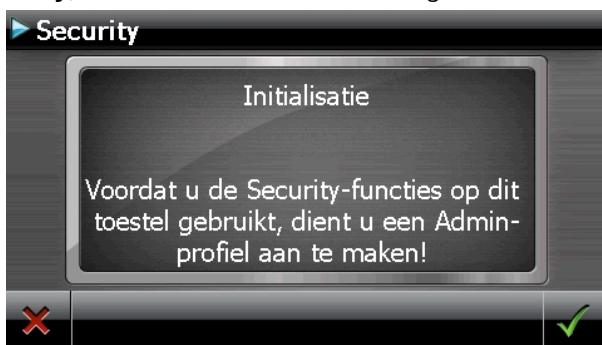 Security
Initialisatie
Voordat u de Security-functies op dit
toestel gebruikt, dient u een Admin-
profiel aan te maken!